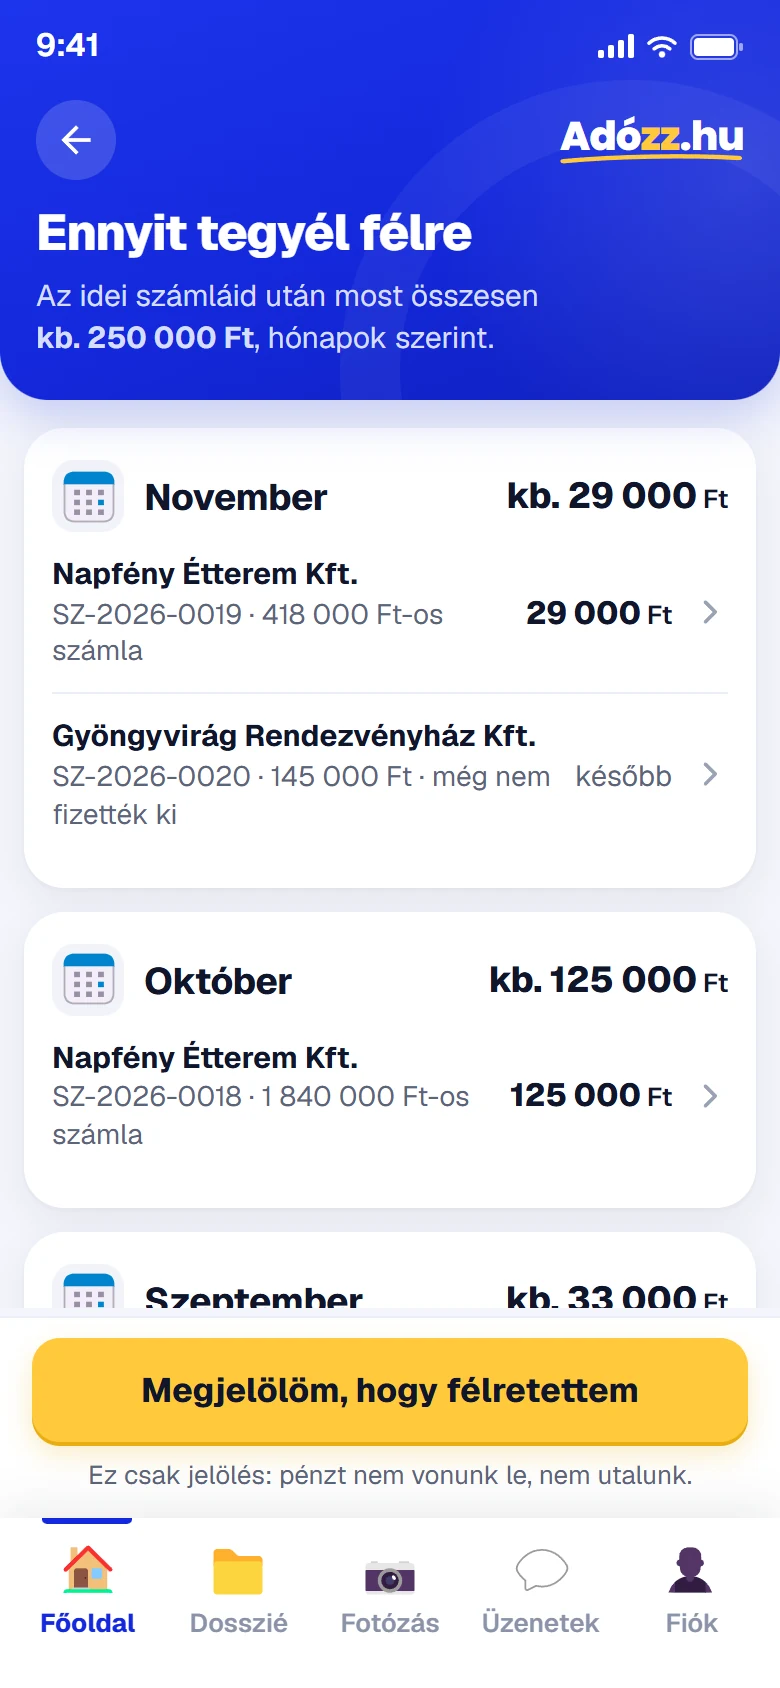 9:41
Adózz.hu
Ennyit tegyél félre
Az idei számláid után most összesen
kb. 250 000 Ft, hónapok szerint.
November
kb. 29 000 Ft
Napfény Étterem Kft.
SZ-2026-0019 · 418 000 Ft-os
számla
29 000 Ft
Gyöngyvirág Rendezvényház Kft.
SZ-2026-0020 · 145 000 Ft · még nem
fizették ki
később
Október
kb. 125 000 Ft
Napfény Étterem Kft.
SZ-2026-0018 · 1 840 000 Ft-os
számla
125 000 Ft
Szeptember
kb. 33 000 Ft
Megjelölöm, hogy félretettem
Ez csak jelölés: pénzt nem vonunk le, nem utalunk.
Főoldal
Dosszié
Fotózás
Üzenetek
Fiók